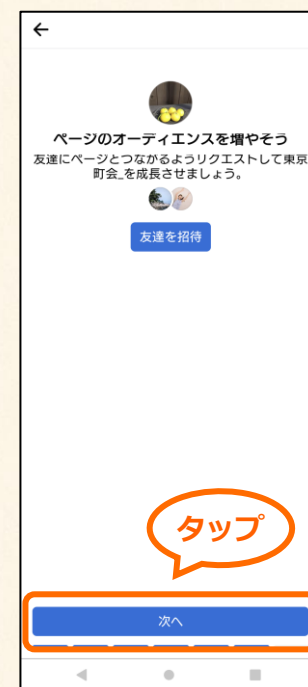 ページのオーディエンスを増やそう
友達にページとつながるようリクエストして東京
町会_を成長させましょう。
友達を招待
タップ
次へ